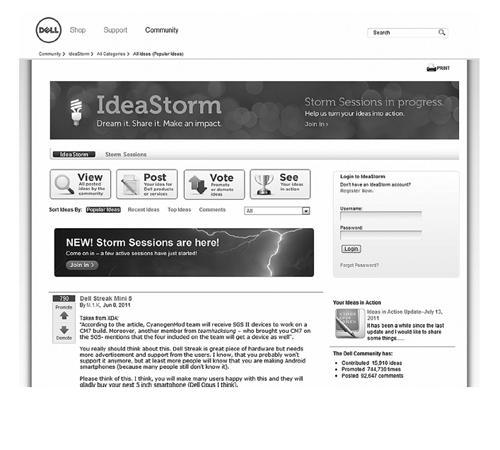 DELL Shop Support Community Search
Community > IdeaStorm > All Categories > All Ideas (Popular Ideas)
PRINT
IdeaStorm
Dream it. Share it. Make an impact.
Storm Sessions in progress.
Help us turn your ideas into action.
Join In >
IdeaStorm Storm Sessions
View
All posted
ideas by the
community
Post
Your idea for
Dell products
or services
Vote
Promote
or demote
ideas
See
Your ideas
in action
Sort Ideas By: Popular Ideas Recent Ideas Top Ideas Comments All
Login to IdeaStorm
Don't have an IdeaStorm account?
Register Now.
Username:
Password:
Login
Forgot Password?
NEW! Storm Sessions are here!
Come on in – a few active sessions have just started!
Join In >
790
Promote
Demote
Dell Streak Mini 5
By M.I.K, Jun 8, 2011
Taken from XDA:
"According to the article, CyanogenMod team will receive SGS II devices to work on a
CM7 build. Moreover, another member from teamhacksung – who brought you CM7 on
the SGS- mentions that the four included on the team will get a device as well".
You really should think about this. Dell Streak is great piece of hardware but needs
more advertisement and support from the users. I know, that you probably won't
support it anymore, but at least more people will know that you are making Android
smartphones (because many people still don't know it).
Please think of this. I think, you will make many users happy with this and they will
gladly buy your next 5 inch smartphone (Dell Opus I think).
Your Ideas in Action
Ideas in Action Update–July 13,
2011
It has been a while since the last
update and I would like to share
some things.....
The Dell Community has:
• Contributed 15,910 ideas
• Promoted 744,730 times
• Posted 92,647 comments